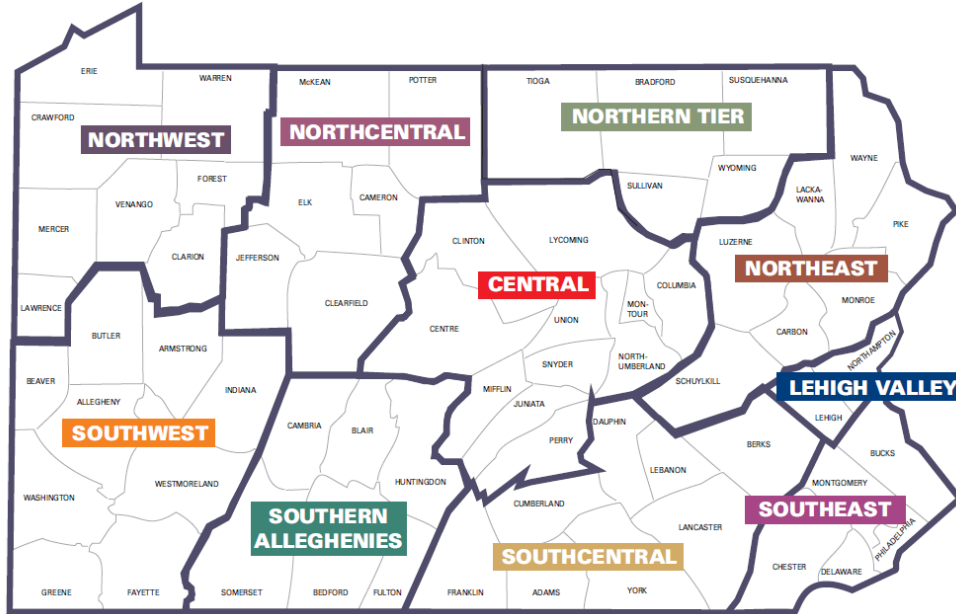 ERIE
WARREN
McKEAN
POTTER
TIOGA
BRADFORD
SUSQUEHANNA
CRAWFORD
NORTHWEST
NORTHCENTRAL
NORTHERN TIER
WAYNE
FOREST
VENANGO
ELK
CAMERON
SULLIVAN
WYOMING
LACKA-
WANNA
PIKE
MERCER
CLARION
JEFFERSON
CLINTON
LYCOMING
LUZERNE
NORTHEAST
LAWRENCE
CLEARFIELD
CENTRAL
COLUMBIA
MON-
TOUR
MONROE
BUTLER
ARMSTRONG
CENTRE
UNION
CARBON
NORTHAMPTON
BEAVER
ALLEGHENY
INDIANA
SNYDER
NORTH-
UMBERLAND
SCHUYLKILL
LEHIGH VALLEY
MIFFLIN
JUNIATA
SOUTHWEST
CAMBRIA
BLAIR
PERRY
DAUPHIN
LEHIGH
BERKS
BUCKS
WASHINGTON
WESTMORELAND
HUNTINGDON
CUMBERLAND
LEBANON
MONTGOMERY
SOUTHERN
ALLEGHENIES
SOUTHEAST
LANCASTER
SOUTHCENTRAL
PHILADELPHIA
CHESTER
DELAWARE
GREENE
FAYETTE
SOMERSET
BEDFORD
FULTON
FRANKLIN
ADAMS
YORK